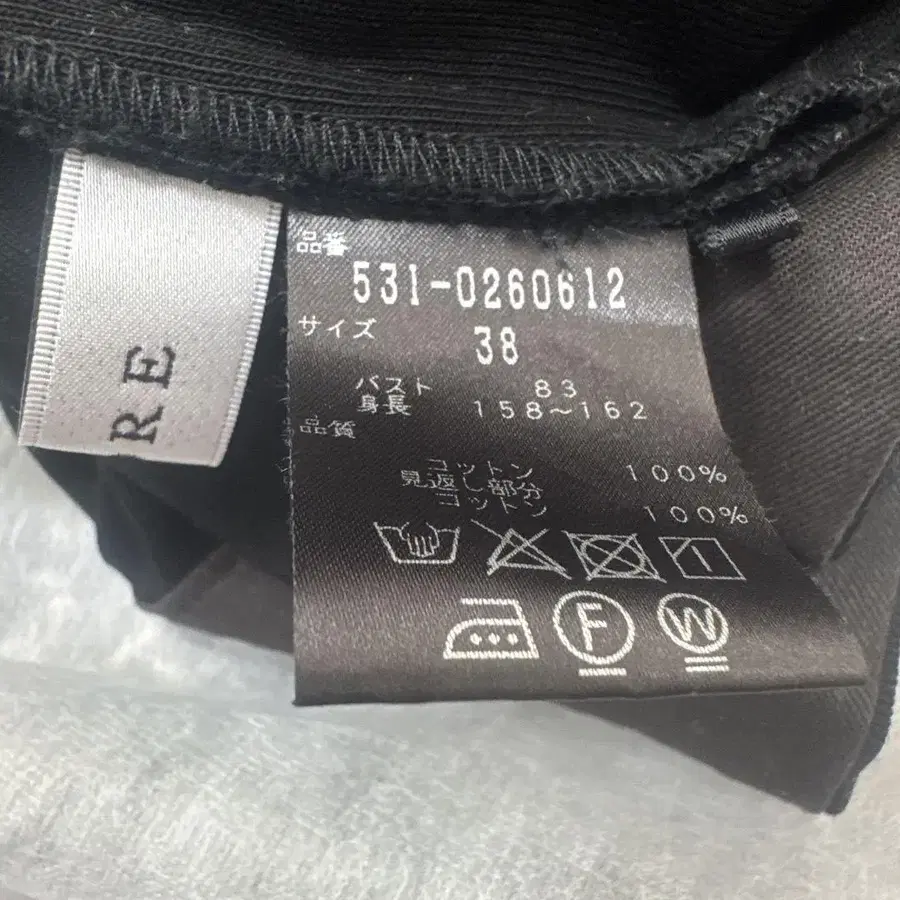 RE
品番
531-0260612
サイズ
38
バスト 83
身長 158～162
品質
コットン 100%
見返し部分
コットン 100%
F
W